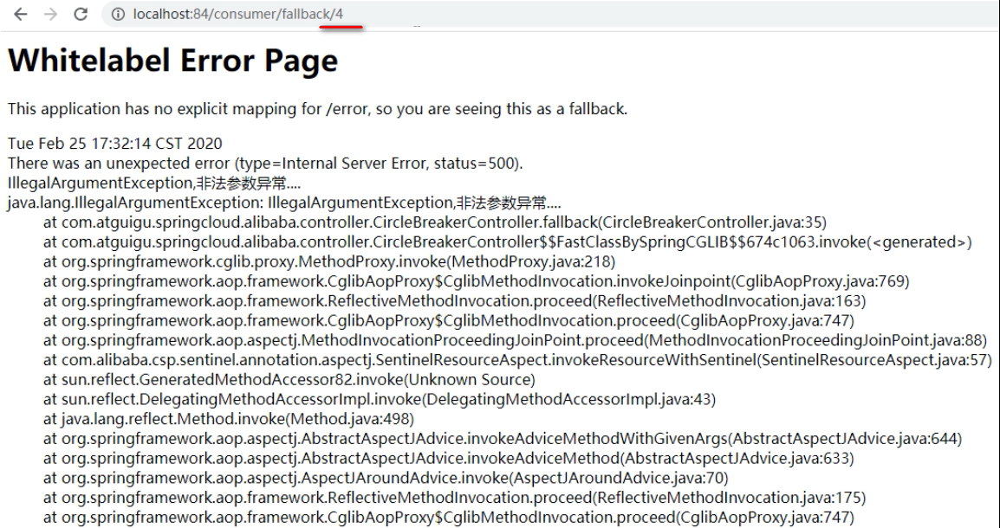 localhost:84/consumer/fallback/4
Whitelabel Error Page
This application has no explicit mapping for /error, so you are seeing this as a fallback.
Tue Feb 25 17:32:14 CST 2020
There was an unexpected error (type=Internal Server Error, status=500).
IllegalArgumentException,非法参数异常....
java.lang.IllegalArgumentException: IllegalArgumentException,非法参数异常....
at com.atguigu.springcloud.alibaba.controller.CircleBreakerController.fallback(CircleBreakerController.java:35)
at com.atguigu.springcloud.alibaba.controller.CircleBreakerController$$FastClassBySpringCGLIB$$674c1063.invoke(<generated>)
at org.springframework.cglib.proxy.MethodProxy.invoke(MethodProxy.java:218)
at org.springframework.aop.framework.CglibAopProxy$CglibMethodInvocation.invokeJoinpoint(CglibAopProxy.java:769)
at org.springframework.aop.framework.ReflectiveMethodInvocation.proceed(ReflectiveMethodInvocation.java:163)
at org.springframework.aop.framework.CglibAopProxy$CglibMethodInvocation.proceed(CglibAopProxy.java:747)
at org.springframework.aop.aspectj.MethodInvocationProceedingJoinPoint.proceed(MethodInvocationProceedingJoinPoint.java:88)
at com.alibaba.csp.sentinel.annotation.aspectj.SentinelResourceAspect.invokeResourceWithSentinel(SentinelResourceAspect.java:57)
at sun.reflect.GeneratedMethodAccessor82.invoke(Unknown Source)
at sun.reflect.DelegatingMethodAccessorImpl.invoke(DelegatingMethodAccessorImpl.java:43)
at java.lang.reflect.Method.invoke(Method.java:498)
at org.springframework.aop.aspectj.AbstractAspectJAdvice.invokeAdviceMethodWithGivenArgs(AbstractAspectJAdvice.java:644)
at org.springframework.aop.aspectj.AbstractAspectJAdvice.invokeAdviceMethod(AbstractAspectJAdvice.java:633)
at org.springframework.aop.aspectj.AspectJAroundAdvice.invoke(AspectJAroundAdvice.java:70)
at org.springframework.aop.framework.ReflectiveMethodInvocation.proceed(ReflectiveMethodInvocation.java:175)
at org.springframework.aop.framework.CglibAopProxy$CglibMethodInvocation.proceed(CglibAopProxy.java:747)